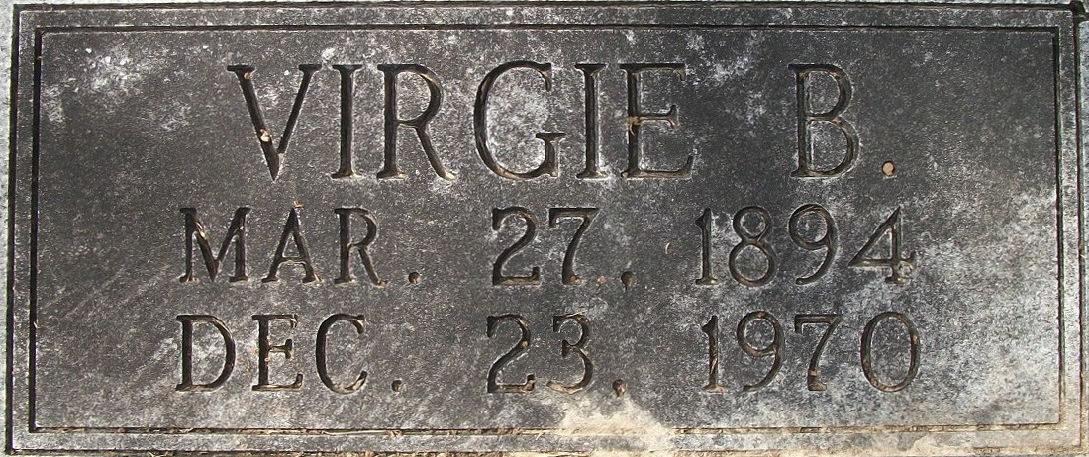 VIRGIE B.
MAR. 27, 1894
DEC. 23, 1970